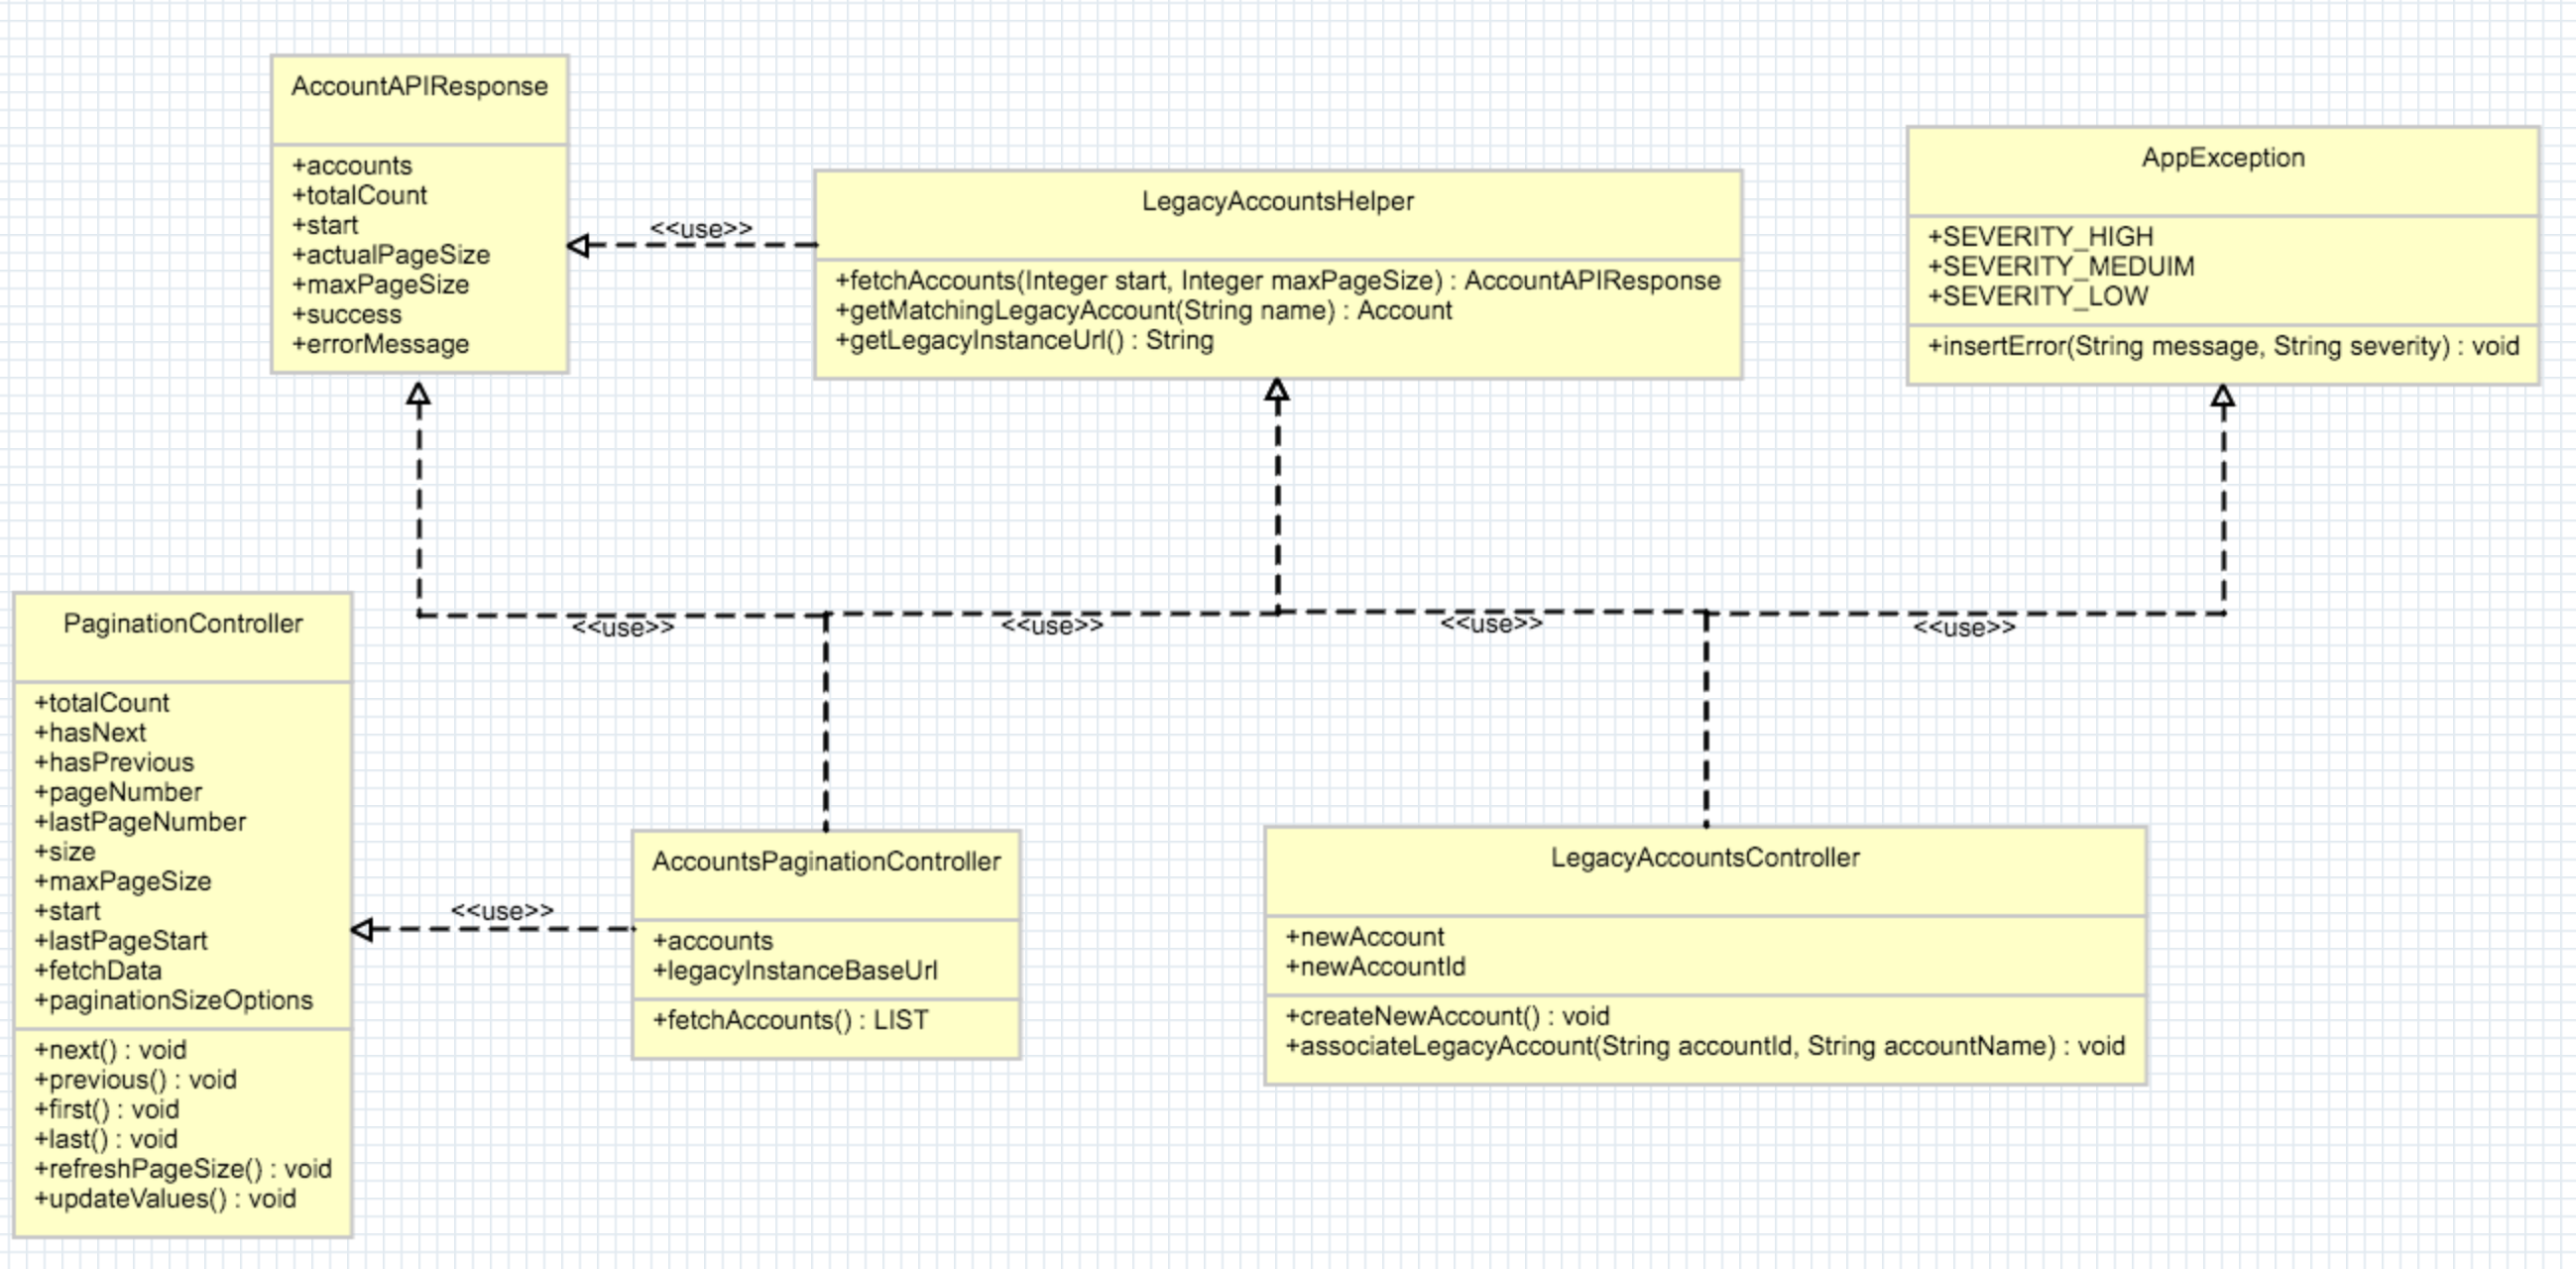 AccountAPIResponse
+accounts
+totalCount
+start
+actualPageSize
+maxPageSize
+success
+errorMessage
<<use>>
LegacyAccountsHelper
+fetchAccounts(Integer start, Integer maxPageSize) : AccountAPIResponse
+getMatchingLegacyAccount(String name) : Account
+getLegacyInstanceUrl() : String
AppException
+SEVERITY_HIGH
+SEVERITY_MEDUIM
+SEVERITY_LOW
+insertError(String message, String severity) : void
<<use>>
<<use>>
<<use>>
<<use>>
PaginationController
+totalCount
+hasNext
+hasPrevious
+pageNumber
+lastPageNumber
+size
+maxPageSize
+start
+lastPageStart
+fetchData
+paginationSizeOptions
+next() : void
+previous() : void
+first() : void
+last() : void
+refreshPageSize() : void
+updateValues() : void
<<use>>
AccountsPaginationController
+accounts
+legacyInstanceBaseUrl
+fetchAccounts() : LIST
LegacyAccountsController
+newAccount
+newAccountId
+createNewAccount() : void
+associateLegacyAccount(String accountId, String accountName) : void